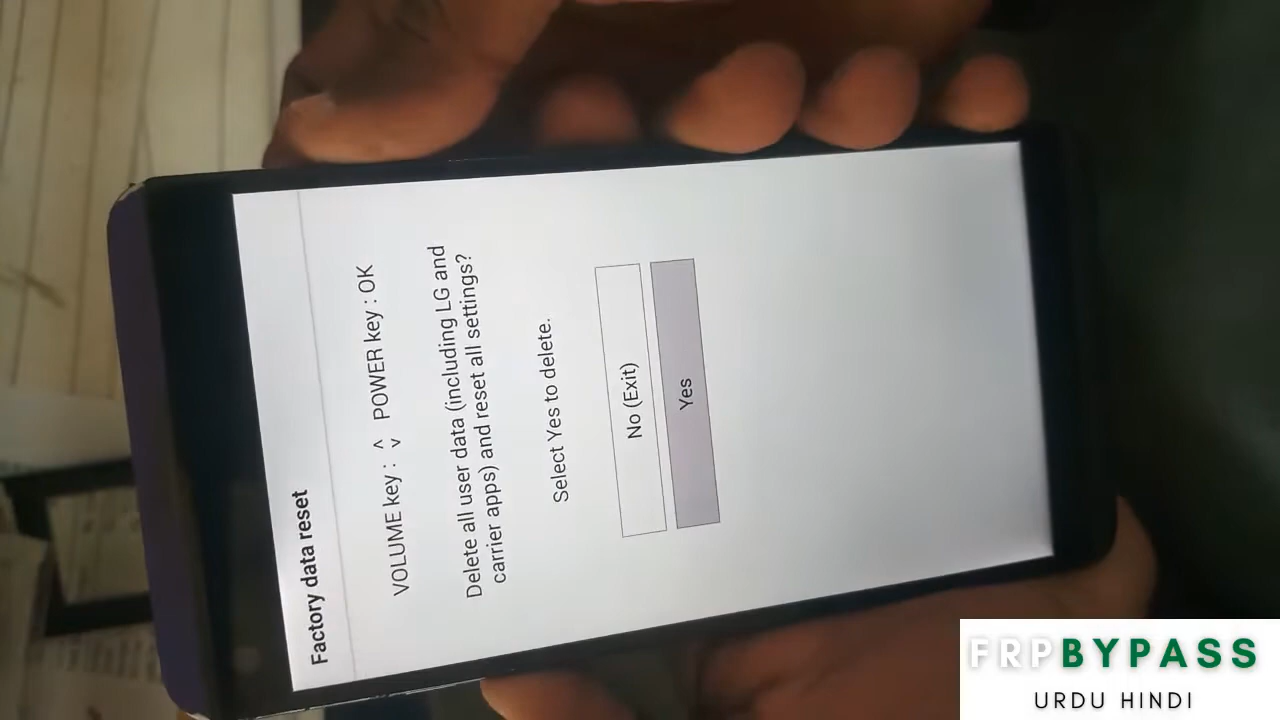 Factory data reset
VOLUME key : ^ v POWER key : OK
Delete all user data (including LG and
carrier apps) and reset all settings?
Select Yes to delete.
No (Exit)
Yes
FRPBYPASS
URDU HINDI